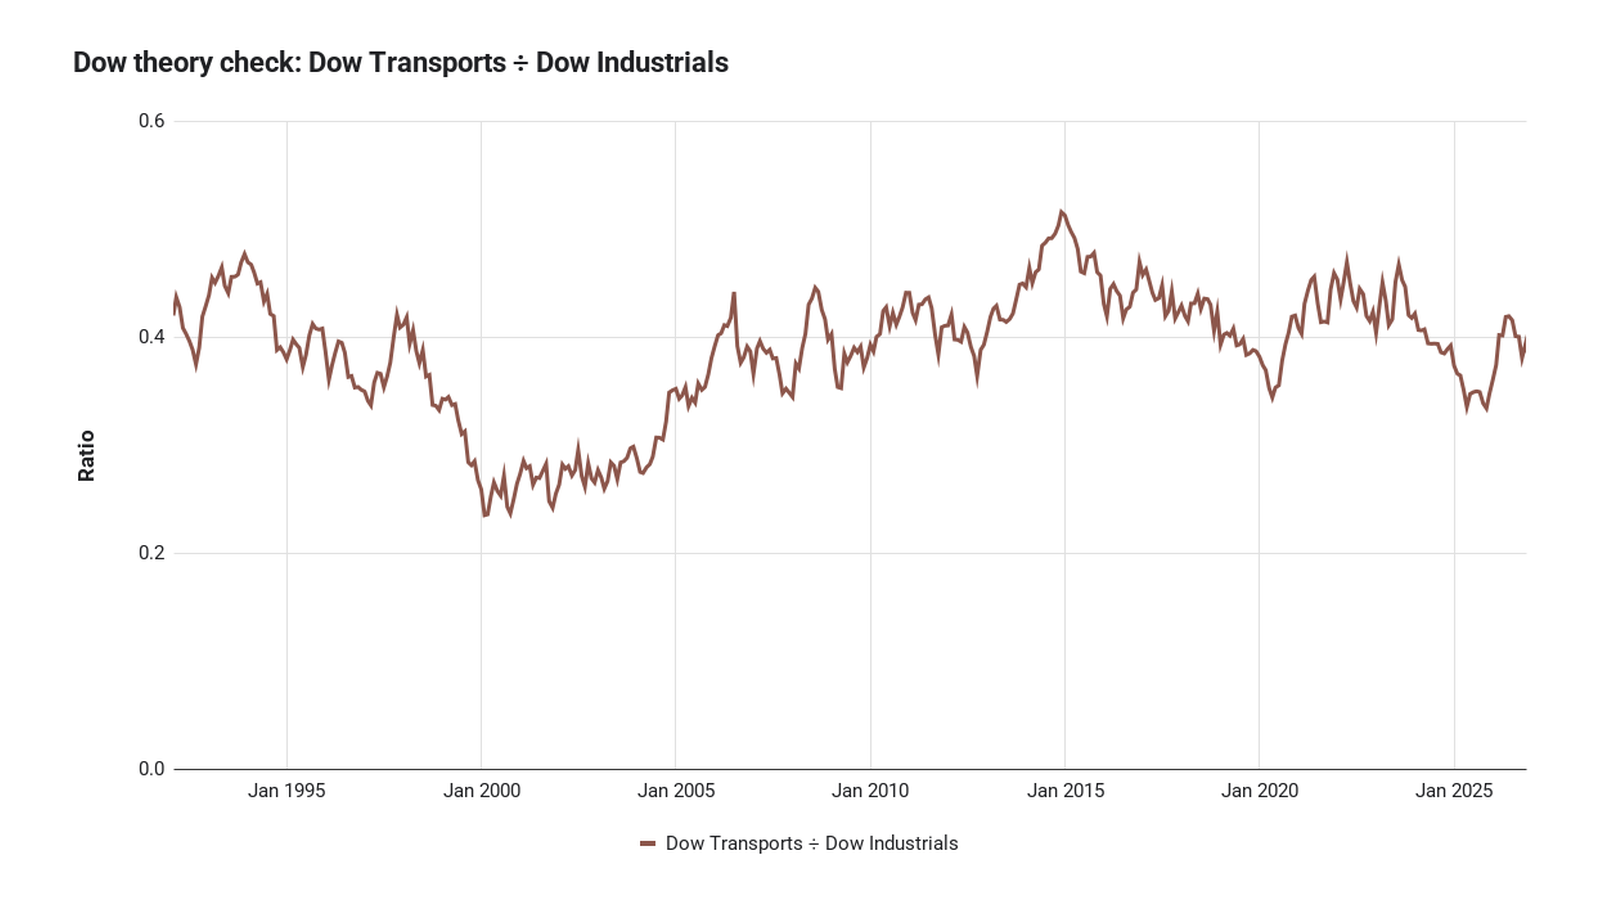 Dow theory check: Dow Transports ÷ Dow Industrials
0.6
0.4
0.2
0.0
Ratio
Jan 1995 Jan 2000 Jan 2005 Jan 2010 Jan 2015 Jan 2020 Jan 2025
Dow Transports ÷ Dow Industrials